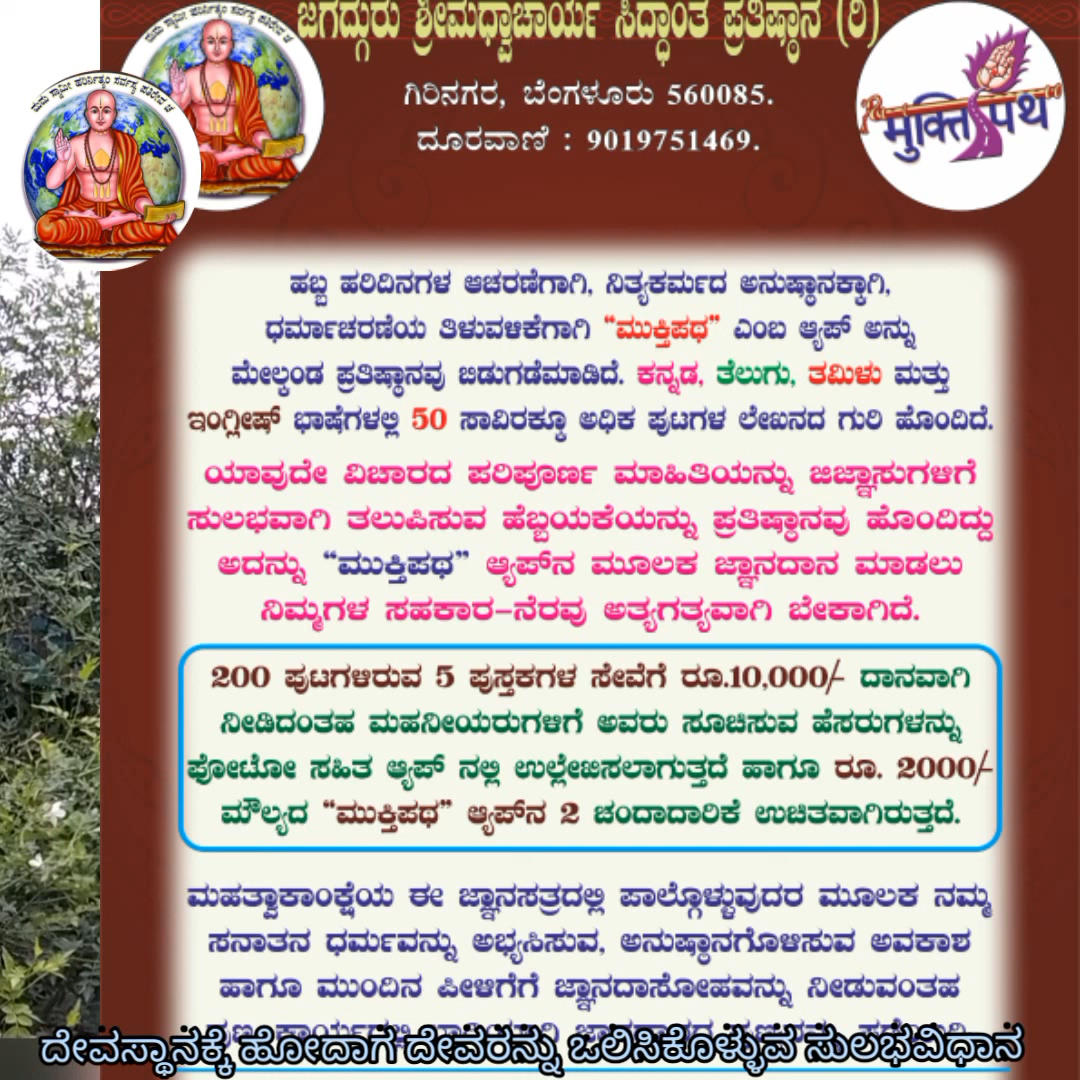 ಜಗದ್ಗುರು ಶ್ರೀಮಧ್ವಾಚಾರ್ಯ ಸಿದ್ಧಾಂತ ಪ್ರತಿಷ್ಠಾನ (ರಿ)
ಗಿರಿನಗರ, ಬೆಂಗಳೂರು 560085.
ದೂರವಾಣಿ : 9019751469.
मुक्ति पथ
ಹಬ್ಬ ಹರಿದಿನಗಳ ಆಚರಣೆಗಾಗಿ, ನಿತ್ಯಕರ್ಮದ ಅನುಷ್ಠಾನಕ್ಕಾಗಿ,
ಧರ್ಮಾಚರಣೆಯ ತಿಳುವಳಿಕೆಗಾಗಿ “ಮುಕ್ತಿಪಥ” ಎಂಬ ಆ್ಯಪ್ ಅನ್ನು
ಮೇಲ್ಕಂಡ ಪ್ರತಿಷ್ಠಾನವು ಬಿಡುಗಡೆಮಾಡಿದೆ. ಕನ್ನಡ, ತೆಲುಗು, ತಮಿಳು ಮತ್ತು
ಇಂಗ್ಲೀಷ್ ಭಾಷೆಗಳಲ್ಲಿ 50 ಸಾವಿರಕ್ಕೂ ಅಧಿಕ ಪುಟಗಳ ಲೇಖನದ ಗುರಿ ಹೊಂದಿದೆ.
ಯಾವುದೇ ವಿಚಾರದ ಪರಿಪೂರ್ಣ ಮಾಹಿತಿಯನ್ನು ಜಿಜ್ಞಾಸುಗಳಿಗೆ
ಸುಲಭವಾಗಿ ತಲುಪಿಸುವ ಹೆಬ್ಬಯಕೆಯನ್ನು ಪ್ರತಿಷ್ಠಾನವು ಹೊಂದಿದ್ದು
ಅದನ್ನು “ಮುಕ್ತಿಪಥ” ಆ್ಯಪ್‌ನ ಮೂಲಕ ಜ್ಞಾನದಾನ ಮಾಡಲು
ನಿಮ್ಮಗಳ ಸಹಕಾರ-ನೆರವು ಅತ್ಯಗತ್ಯವಾಗಿ ಬೇಕಾಗಿದೆ.
200 ಪುಟಗಳಿರುವ 5 ಪುಸ್ತಕಗಳ ಸೇವೆಗೆ ರೂ.10,000/- ದಾನವಾಗಿ
ನೀಡಿದಂತಹ ಮಹನೀಯರುಗಳಿಗೆ ಅವರು ಸೂಚಿಸುವ ಹೆಸರುಗಳನ್ನು
ಫೋಟೋ ಸಹಿತ ಆ್ಯಪ್ ನಲ್ಲಿ ಉಲ್ಲೇಖಿಸಲಾಗುತ್ತದೆ ಹಾಗೂ ರೂ. 2000/-
ಮೌಲ್ಯದ “ಮುಕ್ತಿಪಥ” ಆ್ಯಪ್‌ನ 2 ಚಂದಾದಾರಿಕೆ ಉಚಿತವಾಗಿರುತ್ತದೆ.
ಮಹತ್ವಾಕಾಂಕ್ಷೆಯ ಈ ಜ್ಞಾನಸತ್ರದಲ್ಲಿ ಪಾಲ್ಗೊಳ್ಳುವುದರ ಮೂಲಕ ನಮ್ಮ
ಸನಾತನ ಧರ್ಮವನ್ನು ಅಭ್ಯಸಿಸುವ, ಅನುಷ್ಠಾನಗೊಳಿಸುವ ಅವಕಾಶ
ಹಾಗೂ ಮುಂದಿನ ಪೀಳಿಗೆಗೆ ಜ್ಞಾನದಾಸೋಹವನ್ನು ನೀಡುವಂತಹ
ದೇವಸ್ಥಾನಕ್ಕೆ ಹೋದಾಗ ದೇವರನ್ನು ಒಲಿಸಿಕೊಳ್ಳುವ ಸುಲಭವಿಧಾನ